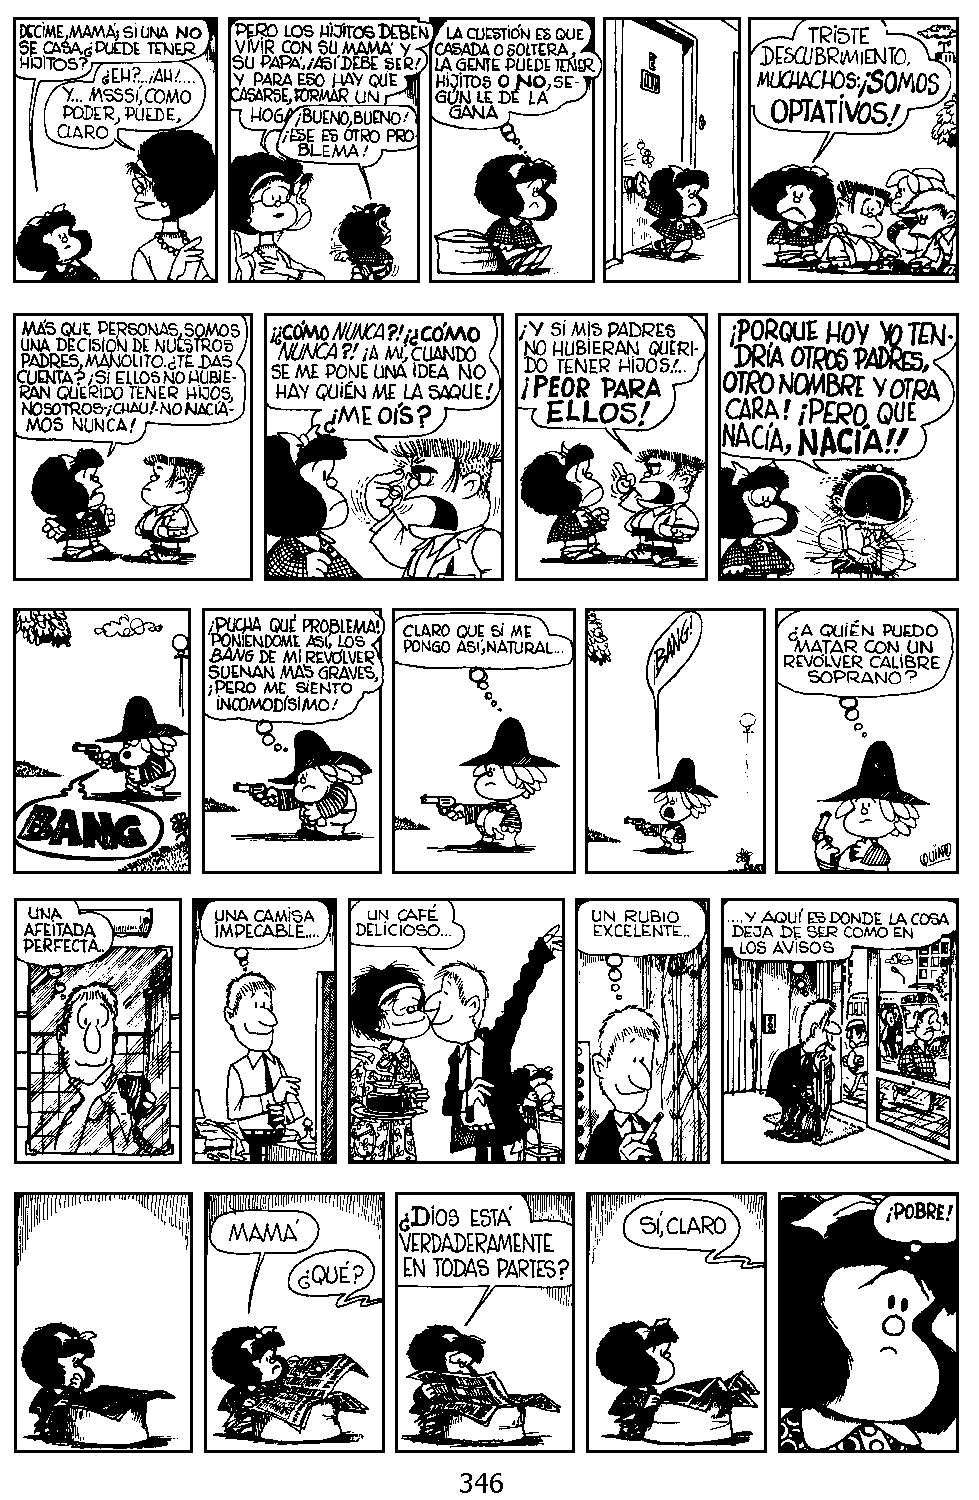 DECIME, MAMÁ; SI UNA NO
SE CASA, ¿PUEDE TENER
HIJITOS?
¿EH?..¡AH!...
Y... MSSSÍ, COMO
PODER, PUEDE,
CLARO
PERO LOS HIJITOS DEBEN
VIVIR CON SU MAMÁ Y
SU PAPÁ, ¡ASÍ DEBE SER!
Y PARA ESO HAY QUE
CASARSE, FORMAR UN
HOG
¡BUENO, BUENO!
¡ESE ES OTRO PRO-
BLEMA!
LA CUESTIÓN ES QUE
CASADA O SOLTERA,
LA GENTE PUEDE TENER
HIJITOS O NO, SE-
GÚN LE DÉ LA
GANA
TRISTE
DESCUBRIMIENTO,
MUCHACHOS: ¡SOMOS
OPTATIVOS!
MÁS QUE PERSONAS, SOMOS
UNA DECISIÓN DE NUESTROS
PADRES, MANOLITO. ¿TE DAS
CUENTA? ¡SI ELLOS NO HUBIE-
RAN QUERIDO TENER HIJOS,
NOSOTROS-¡CHAU!-NO NACÍA-
MOS NUNCA!
¿¡CÓMO NUNCA?! ¡¿CÓMO
NUNCA?! ¡A MÍ, CUANDO
SE ME PONE UNA IDEA NO
HAY QUIÉN ME LA SAQUE!
¿ME OÍS?
¡Y SI MIS PADRES
NO HUBIERAN QUERI-
DO TENER HIJOS!...
¡PEOR PARA
ELLOS!
¡PORQUE HOY YO TEN-
DRÍA OTROS PADRES,
OTRO NOMBRE Y OTRA
CARA! ¡PERO, QUE
NACÍA, NACÍA!!
BANG
¡PUCHA QUÉ PROBLEMA!
PONIÉNDOME ASÍ, LOS
BANG DE MI REVÓLVER
SUENAN MÁS GRAVES,
¡PERO ME SIENTO
INCOMODÍSIMO!
CLARO QUE SÍ ME
PONGO ASÍ, NATURAL...
BANG!
¿A QUIÉN PUEDO
MATAR CON UN
REVÓLVER CALIBRE
SOPRANO?
QUINO
UNA
AFEITADA
PERFECTA..
UNA CAMISA
IMPECABLE....
UN CAFÉ
DELICIOSO...
UN RUBIO
EXCELENTE..
....Y AQUÍ ES DONDE LA COSA
DEJA DE SER COMO EN
LOS AVISOS
MAMÁ
¿QUÉ?
¿DIOS ESTÁ
VERDADERAMENTE
EN TODAS PARTES?
SÍ, CLARO
¡POBRE!
346